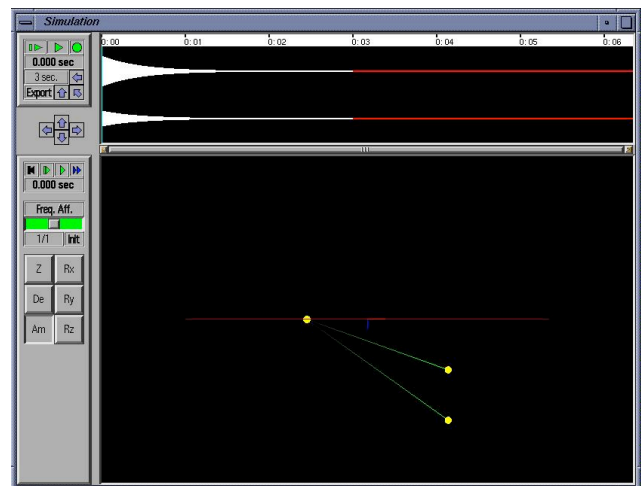 Simulation
0:00 0:01 0:02 0:03 0:04 0:05 0:06
0.000 sec
3 sec.
Export
0.000 sec
Freq. Aff.
1/1 Init
Z Rx
De Ry
Am Rz